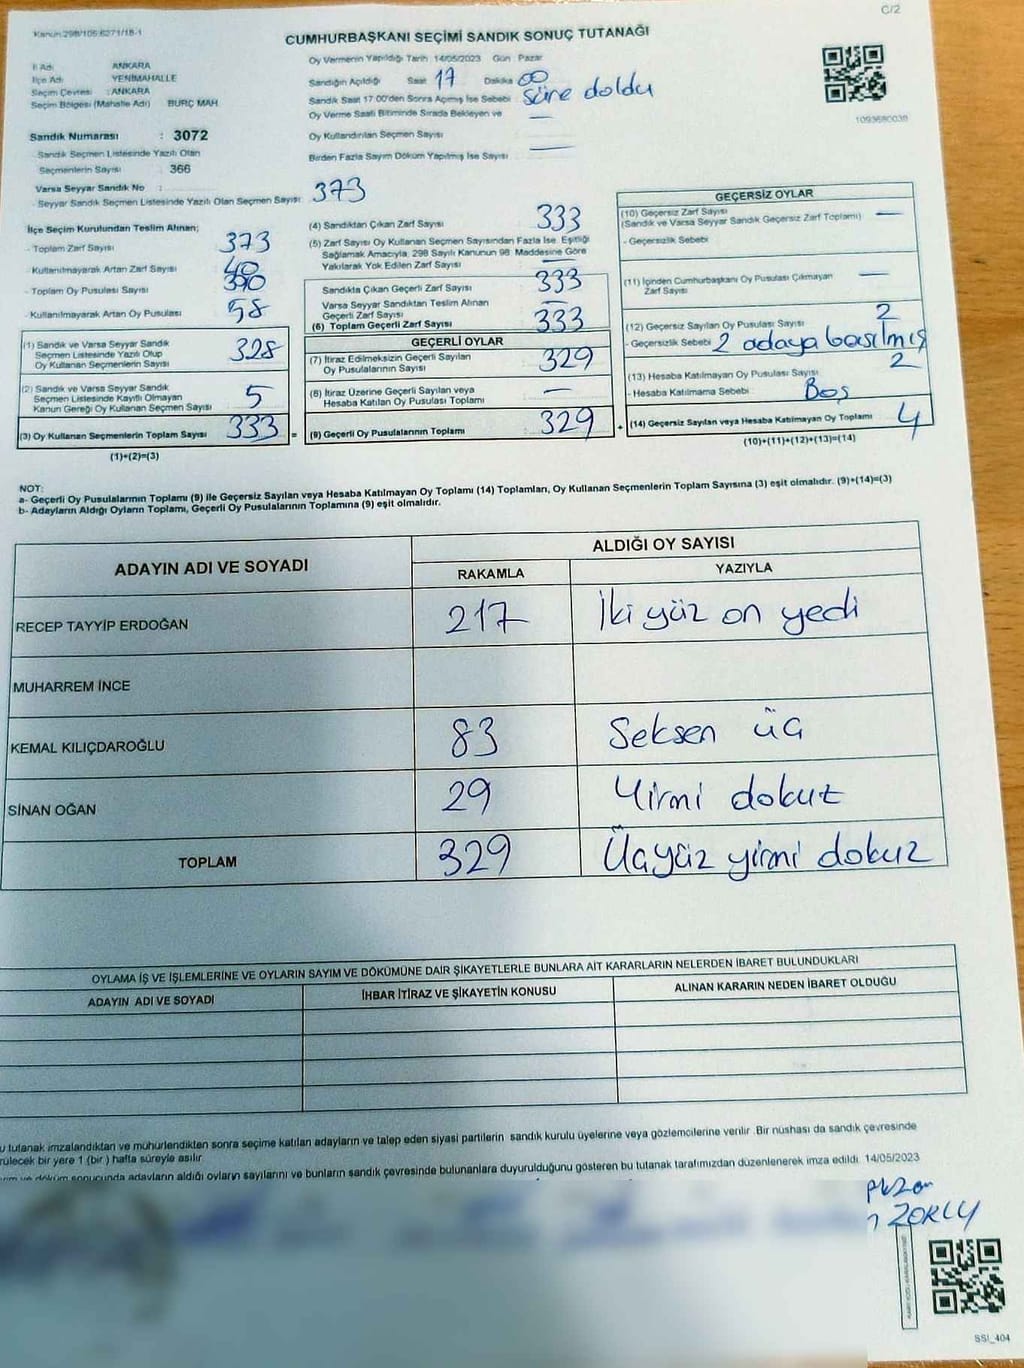 C/2
Kanun:298/105 6271/18-1
CUMHURBAŞKANI SEÇİMİ SANDIK SONUÇ TUTANAĞI
İl Adı ANKARA
İlçe Adı YENİMAHALLE
Seçim Çevresi : ANKARA
Seçim Bölgesi (Mahalle Adı) BURÇ MAH.
Sandık Numarası : 3072
- Sandık Seçmen Listesinde Yazılı Olan
Seçmenlerin Sayısı 366
Varsa Seyyar Sandık No :
- Seyyar Sandık Seçmen Listesinde Yazılı Olan Seçmen Sayısı: 373
Oy Vermenin Yapıldığı Tarih 14/05/2023 Gün : Pazar
Sandığın Açıldığı Saat 17 Dakika 00
Sandık Saat 17:00'den Sonra Açılmış İse Sebebi süre doldu
Oy Verme Saati Bitiminde Sırada Bekleyen ve —
Oy Kullandırılan Seçmen Sayısı
Birden Fazla Sayım Döküm Yapılmış İse Sayısı —
1093680039
İlçe Seçim Kurulundan Teslim Alınan;
- Toplam Zarf Sayısı 373
- Kullanılmayarak Artan Zarf Sayısı 40
- Toplam Oy Pusulası Sayısı 390
- Kullanılmayarak Artan Oy Pusulası 58
(1) Sandık ve Varsa Seyyar Sandık
Seçmen Listesinde Yazılı Olup
Oy Kullanan Seçmenlerin Sayısı 328
(2) Sandık ve Varsa Seyyar Sandık
Seçmen Listesinde Kayıtlı Olmayan
Kanun Gereği Oy Kullanan Seçmen Sayısı 5
(3) Oy Kullanan Seçmenlerin Toplam Sayısı 333 =
(1)+(2)=(3)
(4) Sandıktan Çıkan Zarf Sayısı 333
(5) Zarf Sayısı Oy Kullanan Seçmen Sayısından Fazla İse, Eşitliği
Sağlamak Amacıyla, 298 Sayılı Kanunun 98. Maddesine Göre
Yakılarak Yok Edilen Zarf Sayısı —
Sandıkta Çıkan Geçerli Zarf Sayısı 333
Varsa Seyyar Sandıktan Teslim Alınan
Geçerli Zarf Sayısı —
(6) Toplam Geçerli Zarf Sayısı 333
GEÇERLİ OYLAR
(7) İtiraz Edilmeksizin Geçerli Sayılan
Oy Pusulalarının Sayısı 329
(8) İtiraz Üzerine Geçerli Sayılan veya
Hesaba Katılan Oy Pusulası Toplamı —
(9) Geçerli Oy Pusulalarının Toplamı : 329 +
GEÇERSİZ OYLAR
(10) Geçersiz Zarf Sayısı —
(Sandık ve Varsa Seyyar Sandık Geçersiz Zarf Toplamı)
- Geçersizlik Sebebi
(11) İçinden Cumhurbaşkanı Oy Pusulası Çıkmayan —
Zarf Sayısı
(12) Geçersiz Sayılan Oy Pusulası Sayısı 2
- Geçersizlik Sebebi 2 adaya basılmış
(13) Hesaba Katılmayan Oy Pusulası Sayısı 2
- Hesaba Katılmama Sebebi : Boş
(14) Geçersiz Sayılan veya Hesaba Katılmayan Oy Toplamı 4
(10)+(11)+(12)+(13)=(14)
NOT:
a- Geçerli Oy Pusulalarının Toplamı (9) ile Geçersiz Sayılan veya Hesaba Katılmayan Oy Toplamı (14) Toplamları, Oy Kullanan Seçmenlerin Toplam Sayısına (3) eşit olmalıdır. (9)+(14)=(3)
b- Adayların Aldığı Oyların Toplamı, Geçerli Oy Pusulalarının Toplamına (9) eşit olmalıdır.
ADAYIN ADI VE SOYADI ALDIĞI OY SAYISI
RAKAMLA YAZIYLA
RECEP TAYYİP ERDOĞAN 217 İki yüz on yedi
MUHARREM İNCE
KEMAL KILIÇDAROĞLU 83 Seksen üç
SİNAN OĞAN 29 Yirmi dokuz
TOPLAM 329 Üçyüz yirmi dokuz
OYLAMA İŞ VE İŞLEMLERİNE VE OYLARIN SAYIM VE DÖKÜMÜNE DAİR ŞİKAYETLERLE BUNLARA AİT KARARLARIN NELERDEN İBARET BULUNDUKLARI
ADAYIN ADI VE SOYADI İHBAR İTİRAZ VE ŞİKAYETİN KONUSU ALINAN KARARIN NEDEN İBARET OLDUĞU
u tutanak imzalandıktan ve mühürlendikten sonra seçime katılan adayların ve talep eden siyasi partilerin sandık kurulu üyelerine veya gözlemcilerine verilir .Bir nüshası da sandık çevresinde
rülecek bir yere 1 (bir ) hafta süreyle asılır.
yım ve döküm sonucunda adayların aldığı oyların sayılarını ve bunların sandık çevresinde bulunanlara duyurulduğunu gösteren bu tutanak tarafımızdan düzenlenerek imza edildi. 14/05/2023
ZORLU
SSİ_404